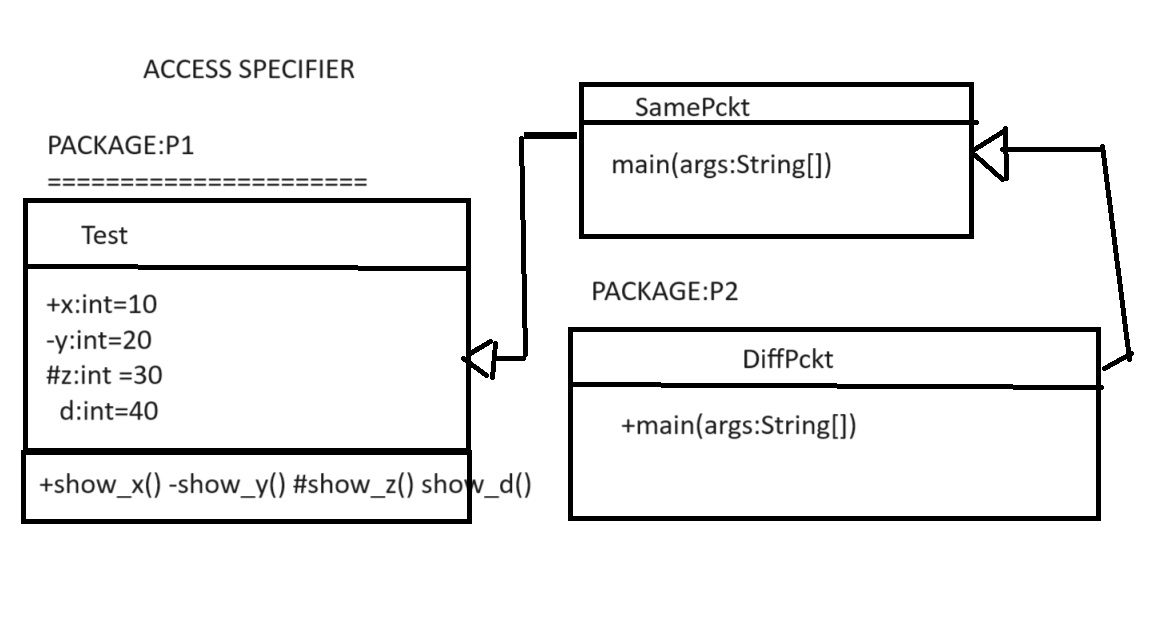 ACCESS SPECIFIER
PACKAGE:P1
======================
Test
+x:int=10
-y:int=20
#z:int =30
d:int=40
+show_x() -show_y() #show_z() show_d()
SamePckt
main(args:String[])
PACKAGE:P2
DiffPckt
+main(args:String[])